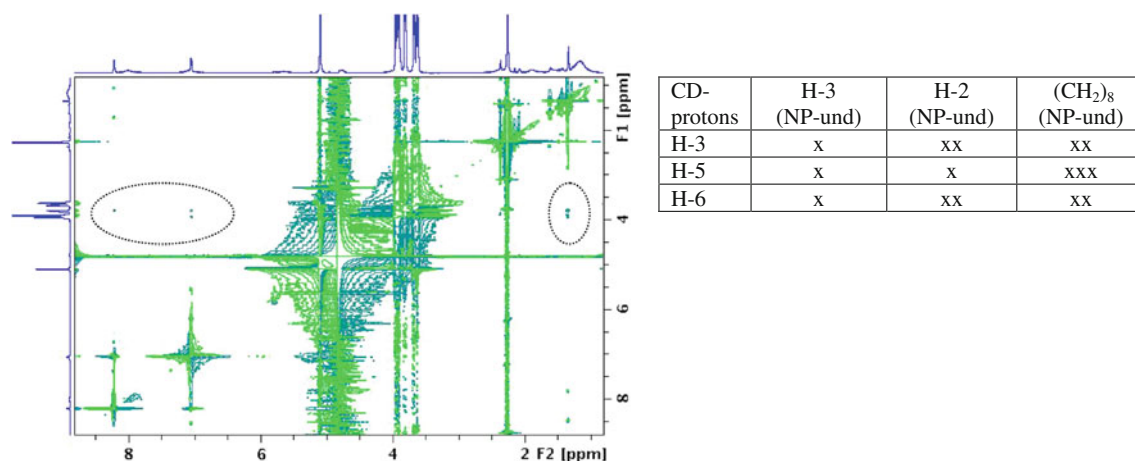 F1 [ppm]
4
6
8
8
6
4
2 F2 [ppm]
CD-
protons
H-3
(NP-und)
H-2
(NP-und)
(CH₂)₈
(NP-und)
H-3 x xx xx
H-5 x x xxx
H-6 x xx xx